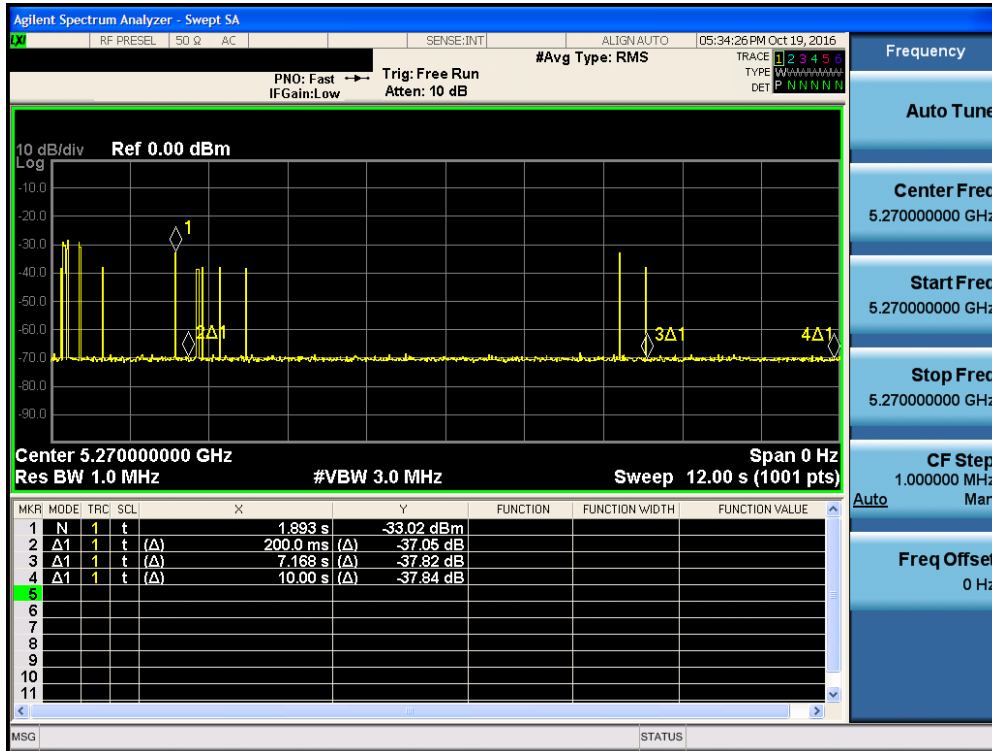 Agilent Spectrum Analyzer - Swept SA
LXI RF PRESEL 50 Ω AC SENSE:INT ALIGN AUTO 05:34:26 PM Oct 19, 2016
#Avg Type: RMS
TRACE 1 2 3 4 5 6
TYPE W
DET P N N N N N
PNO: Fast Trig: Free Run
IFGain:Low Atten: 10 dB
10 dB/div Ref 0.00 dBm
Log
-10.0
-20.0
-30.0
-40.0
-50.0
-60.0
-70.0
-80.0
-90.0
1
2Δ1
3Δ1
4Δ1
Center 5.270000000 GHz Span 0 Hz
Res BW 1.0 MHz #VBW 3.0 MHz Sweep 12.00 s (1001 pts)
MKR MODE TRC SCL X Y FUNCTION FUNCTION WIDTH FUNCTION VALUE
1 N 1 t 1.893 s -33.02 dBm
2 Δ1 1 t (Δ) 200.0 ms (Δ) -37.05 dB
3 Δ1 1 t (Δ) 7.168 s (Δ) -37.82 dB
4 Δ1 1 t (Δ) 10.00 s (Δ) -37.84 dB
5
6
7
8
9
10
11
MSG STATUS
Frequency
Auto Tune
Center Freq
5.270000000 GHz
Start Freq
5.270000000 GHz
Stop Freq
5.270000000 GHz
CF Step
1.000000 MHz
Auto Man
Freq Offset
0 Hz